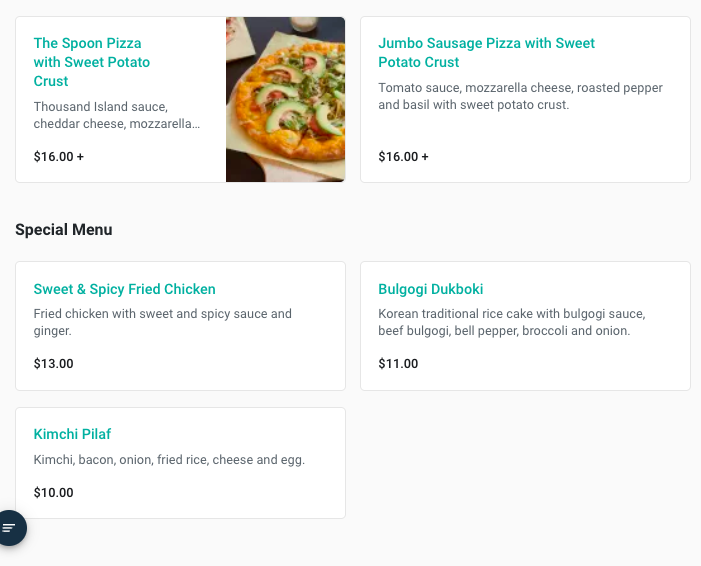 The Spoon Pizza
with Sweet Potato
Crust
Thousand Island sauce,
cheddar cheese, mozzarella...
$16.00 +
Jumbo Sausage Pizza with Sweet
Potato Crust
Tomato sauce, mozzarella cheese, roasted pepper
and basil with sweet potato crust.
$16.00 +
Special Menu
Sweet & Spicy Fried Chicken
Fried chicken with sweet and spicy sauce and
ginger.
$13.00
Bulgogi Dukboki
Korean traditional rice cake with bulgogi sauce,
beef bulgogi, bell pepper, broccoli and onion.
$11.00
Kimchi Pilaf
Kimchi, bacon, onion, fried rice, cheese and egg.
$10.00